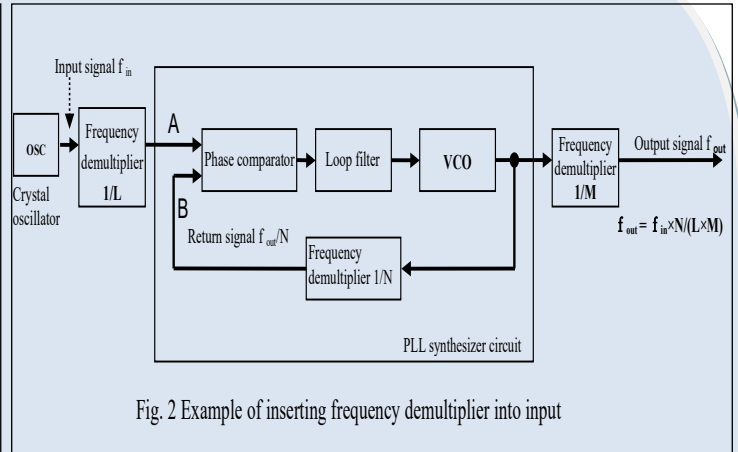 Input signal f in
OSC
Crystal
oscillator
Frequency
demultiplier
1/L
A
B
Phase comparator
Loop filter
VCO
Frequency
demultiplier
1/M
Output signal f out
f out = f in×N/(L×M)
Return signal f out/N
Frequency
demultiplier 1/N
PLL synthesizer circuit
Fig. 2 Example of inserting frequency demultiplier into input